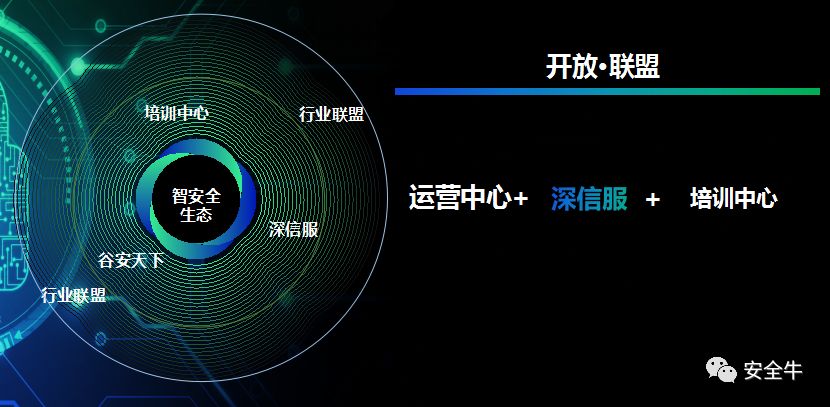 开放·联盟
培训中心
行业联盟
智安全
生态
深信服
谷安天下
行业联盟
运营中心+ 深信服 + 培训中心
安全牛